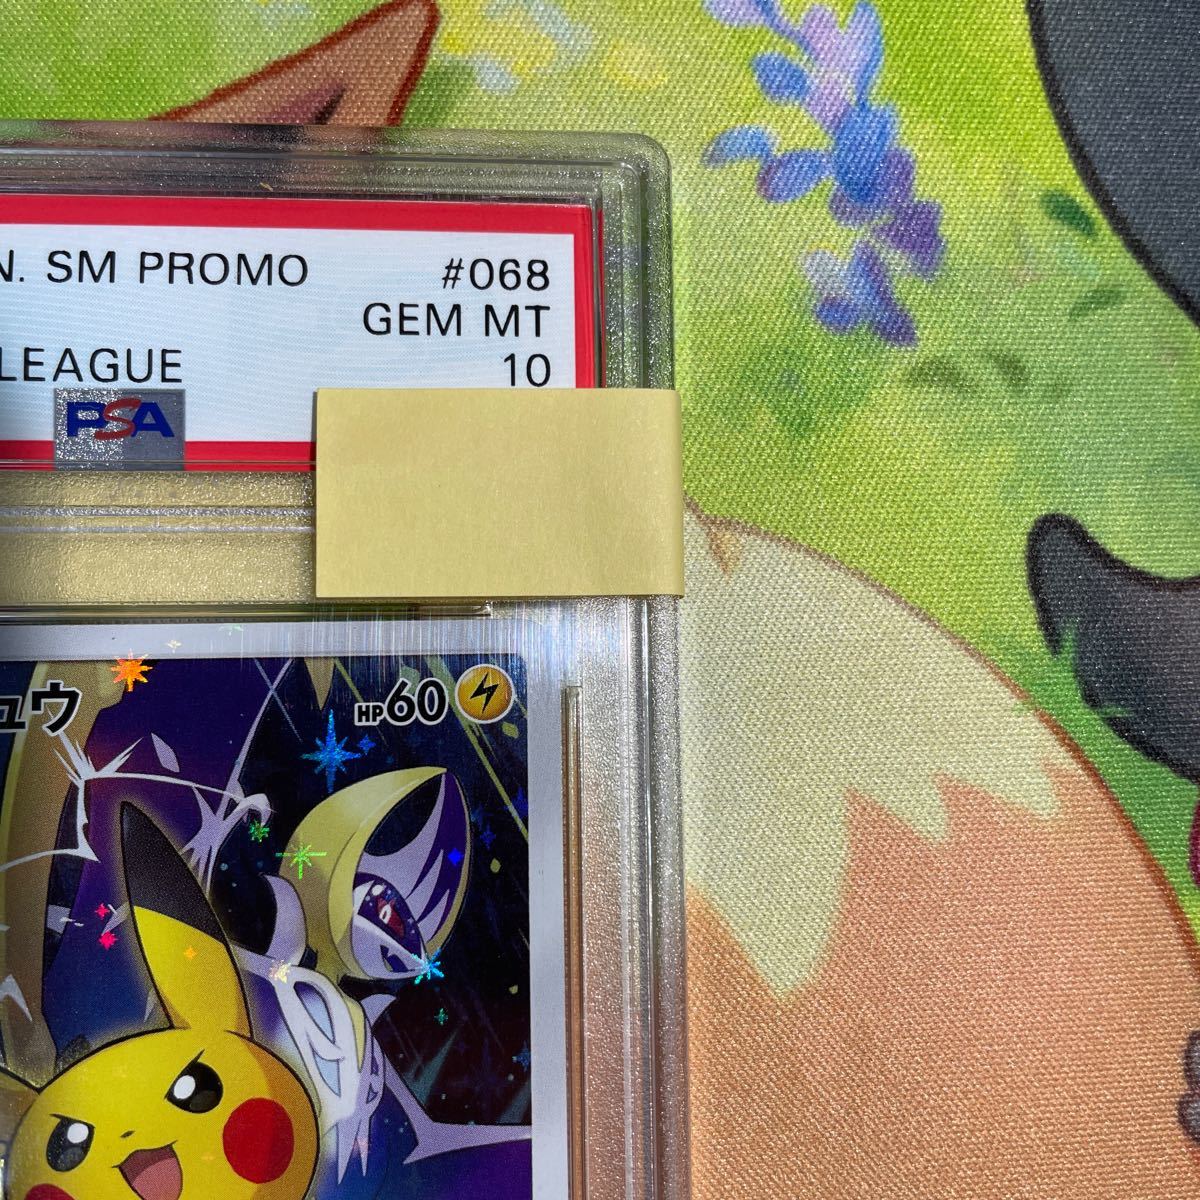 N. SM PROMO #068
GEM MT
LEAGUE 10
PSA
ュウ HP60